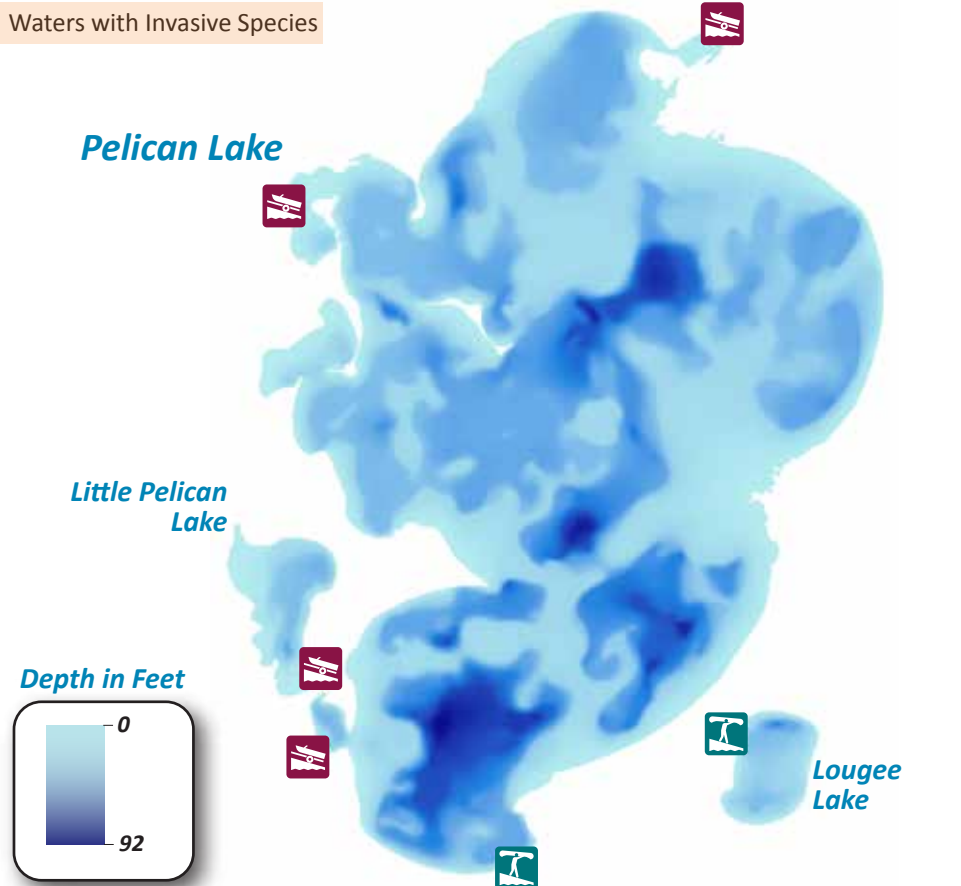 Waters with Invasive Species
Pelican Lake
Little Pelican
Lake
Depth in Feet
0
92
Lougee
Lake